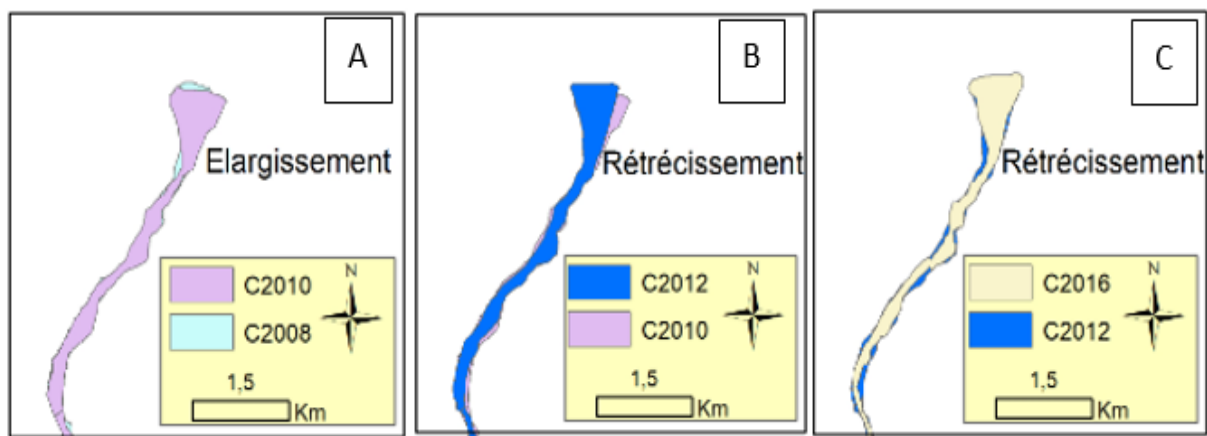 A
Elargissement
C2010
C2008
N
1,5
Km
B
Rétrécissement
C2012
C2010
N
1,5
Km
C
Rétrécissement
C2016
C2012
N
1,5
Km